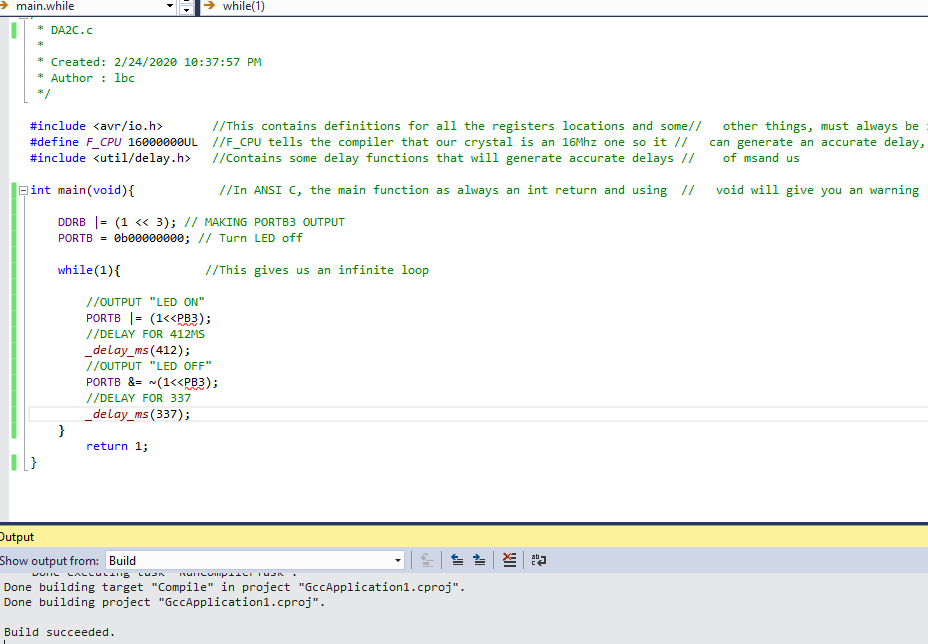 main.while while(1)
* DA2C.c
*
* Created: 2/24/2020 10:37:57 PM
* Author : lbc
*/
#include <avr/io.h> //This contains definitions for all the registers locations and some// other things, must always be
#define F_CPU 16000000UL //F_CPU tells the compiler that our crystal is an 16Mhz one so it // can generate an accurate delay,
#include <util/delay.h> //Contains some delay functions that will generate accurate delays // of msand us
int main(void){ //In ANSI C, the main function as always an int return and using // void will give you an warning
DDRB |= (1 << 3); // MAKING PORTB3 OUTPUT
PORTB = 0b00000000; // Turn LED off
while(1){ //This gives us an infinite loop
//OUTPUT "LED ON"
PORTB |= (1<<PB3);
//DELAY FOR 412MS
_delay_ms(412);
//OUTPUT "LED OFF"
PORTB &= ~(1<<PB3);
//DELAY FOR 337
_delay_ms(337);
}
return 1;
}
Output
Show output from: Build
Done executing task "RunCompilerTask".
Done building target "Compile" in project "GccApplication1.cproj".
Done building project "GccApplication1.cproj".
Build succeeded.